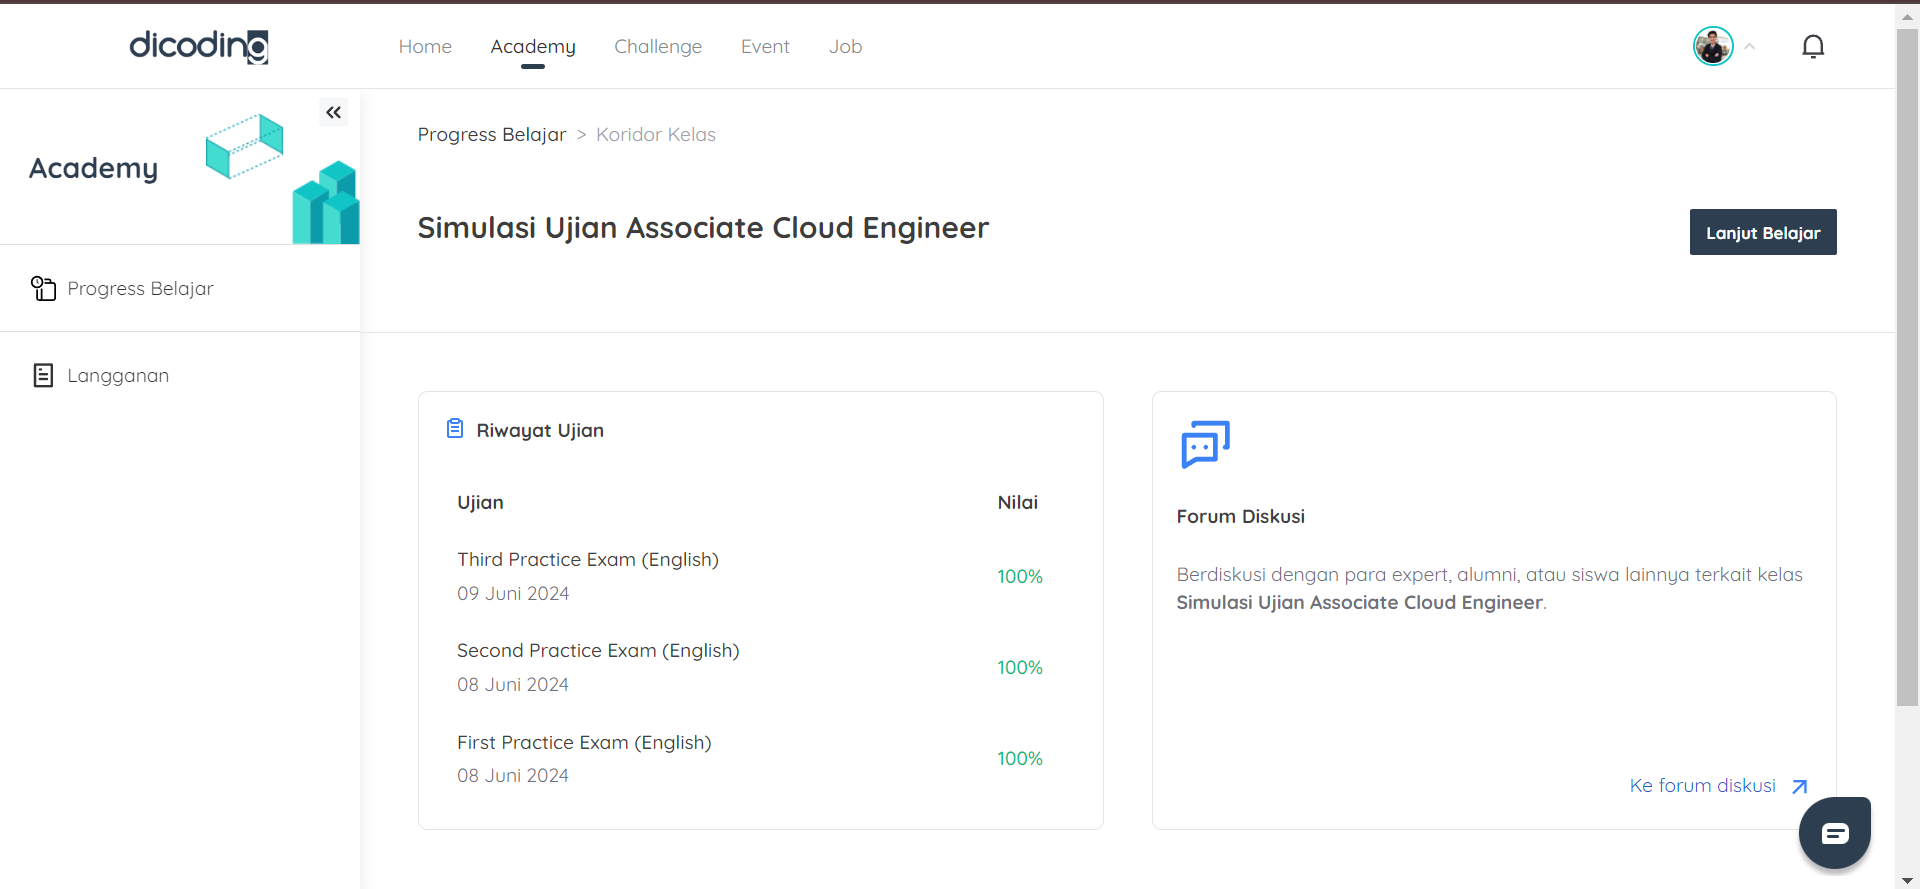 dicoding
Home
Academy
Challenge
Event
Job
Academy
Progress Belajar
Langganan
Progress Belajar > Koridor Kelas
Simulasi Ujian Associate Cloud Engineer
Lanjut Belajar
Riwayat Ujian
Ujian
Nilai
Third Practice Exam (English)
09 Juni 2024
100%
Second Practice Exam (English)
08 Juni 2024
100%
First Practice Exam (English)
08 Juni 2024
100%
Forum Diskusi
Berdiskusi dengan para expert, alumni, atau siswa lainnya terkait kelas
Simulasi Ujian Associate Cloud Engineer.
Ke forum diskusi